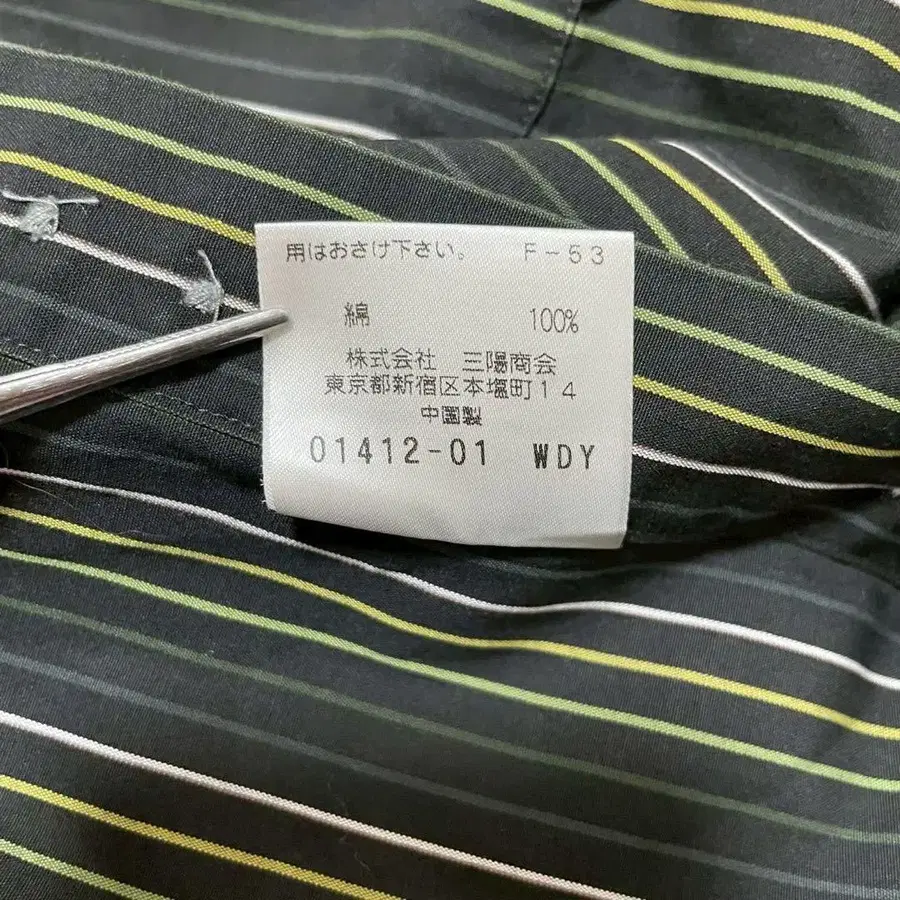 用はおさけ下さい。 F-53
綿 100%
株式会社 三陽商会
東京都新宿区本塩町14
中国製
01412-01 WDY